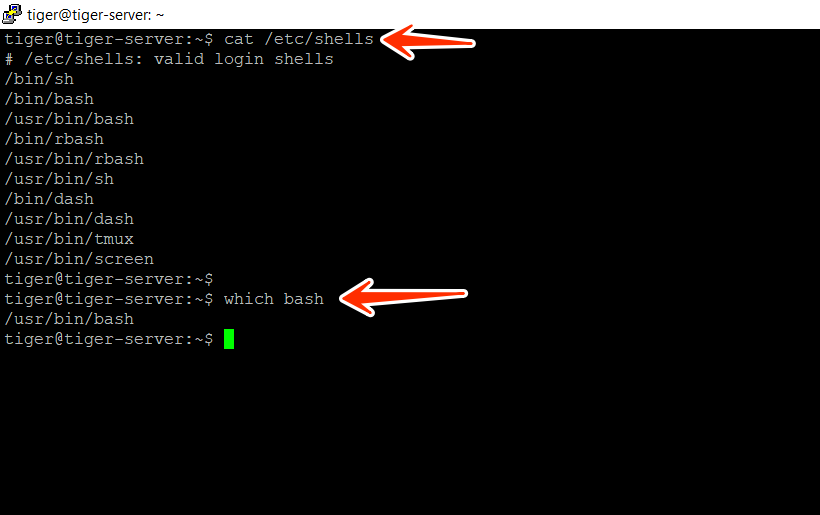 tiger@tiger-server: ~
tiger@tiger-server:~$ cat /etc/shells
# /etc/shells: valid login shells
/bin/sh
/bin/bash
/usr/bin/bash
/bin/rbash
/usr/bin/rbash
/usr/bin/sh
/bin/dash
/usr/bin/dash
/usr/bin/tmux
/usr/bin/screen
tiger@tiger-server:~$
tiger@tiger-server:~$ which bash
/usr/bin/bash
tiger@tiger-server:~$